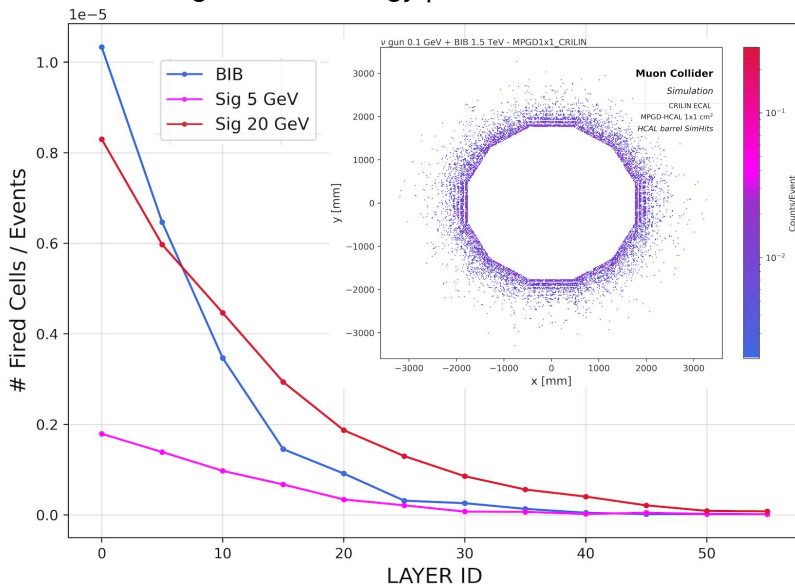 1e−5
# Fired Cells / Events
1.0
0.8
0.6
0.4
0.2
0.0
BIB
Sig 5 GeV
Sig 20 GeV
0
10
20
30
40
50
LAYER ID
ν gun 0.1 GeV + BIB 1.5 TeV - MPGD1x1_CRILIN
Muon Collider
Simulation
CRILIN ECAL
MPGD-HCAL 1x1 cm²
HCAL barrel SimHits
y [mm]
3000
2000
1000
0
−1000
−2000
−3000
−3000
−2000
−1000
0
1000
2000
3000
x [mm]
10⁻¹
10⁻²
Counts/Event